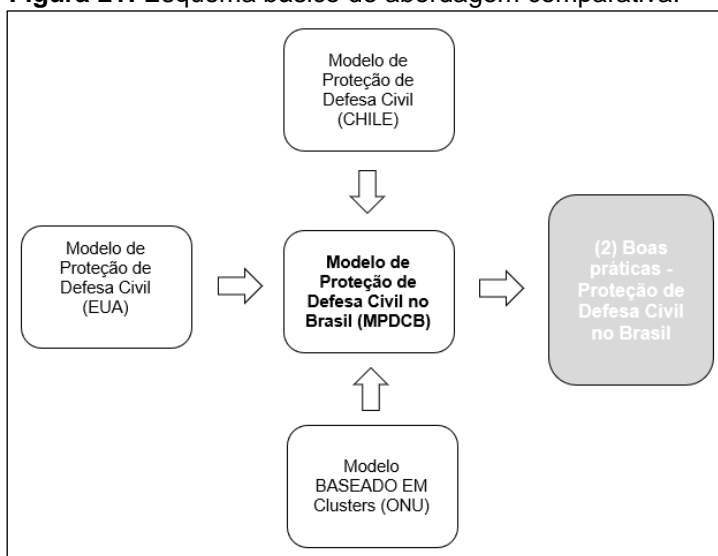 Figura 21: Esquema básico de abordagem comparativa.
Modelo de
Proteção de
Defesa Civil
(CHILE)
Modelo de
Proteção de
Defesa Civil
(EUA)
Modelo de
Proteção de
Defesa Civil no
Brasil (MPDCB)
(2) Boas
práticas -
Proteção de
Defesa Civil
no Brasil
Modelo
BASEADO EM
Clusters (ONU)